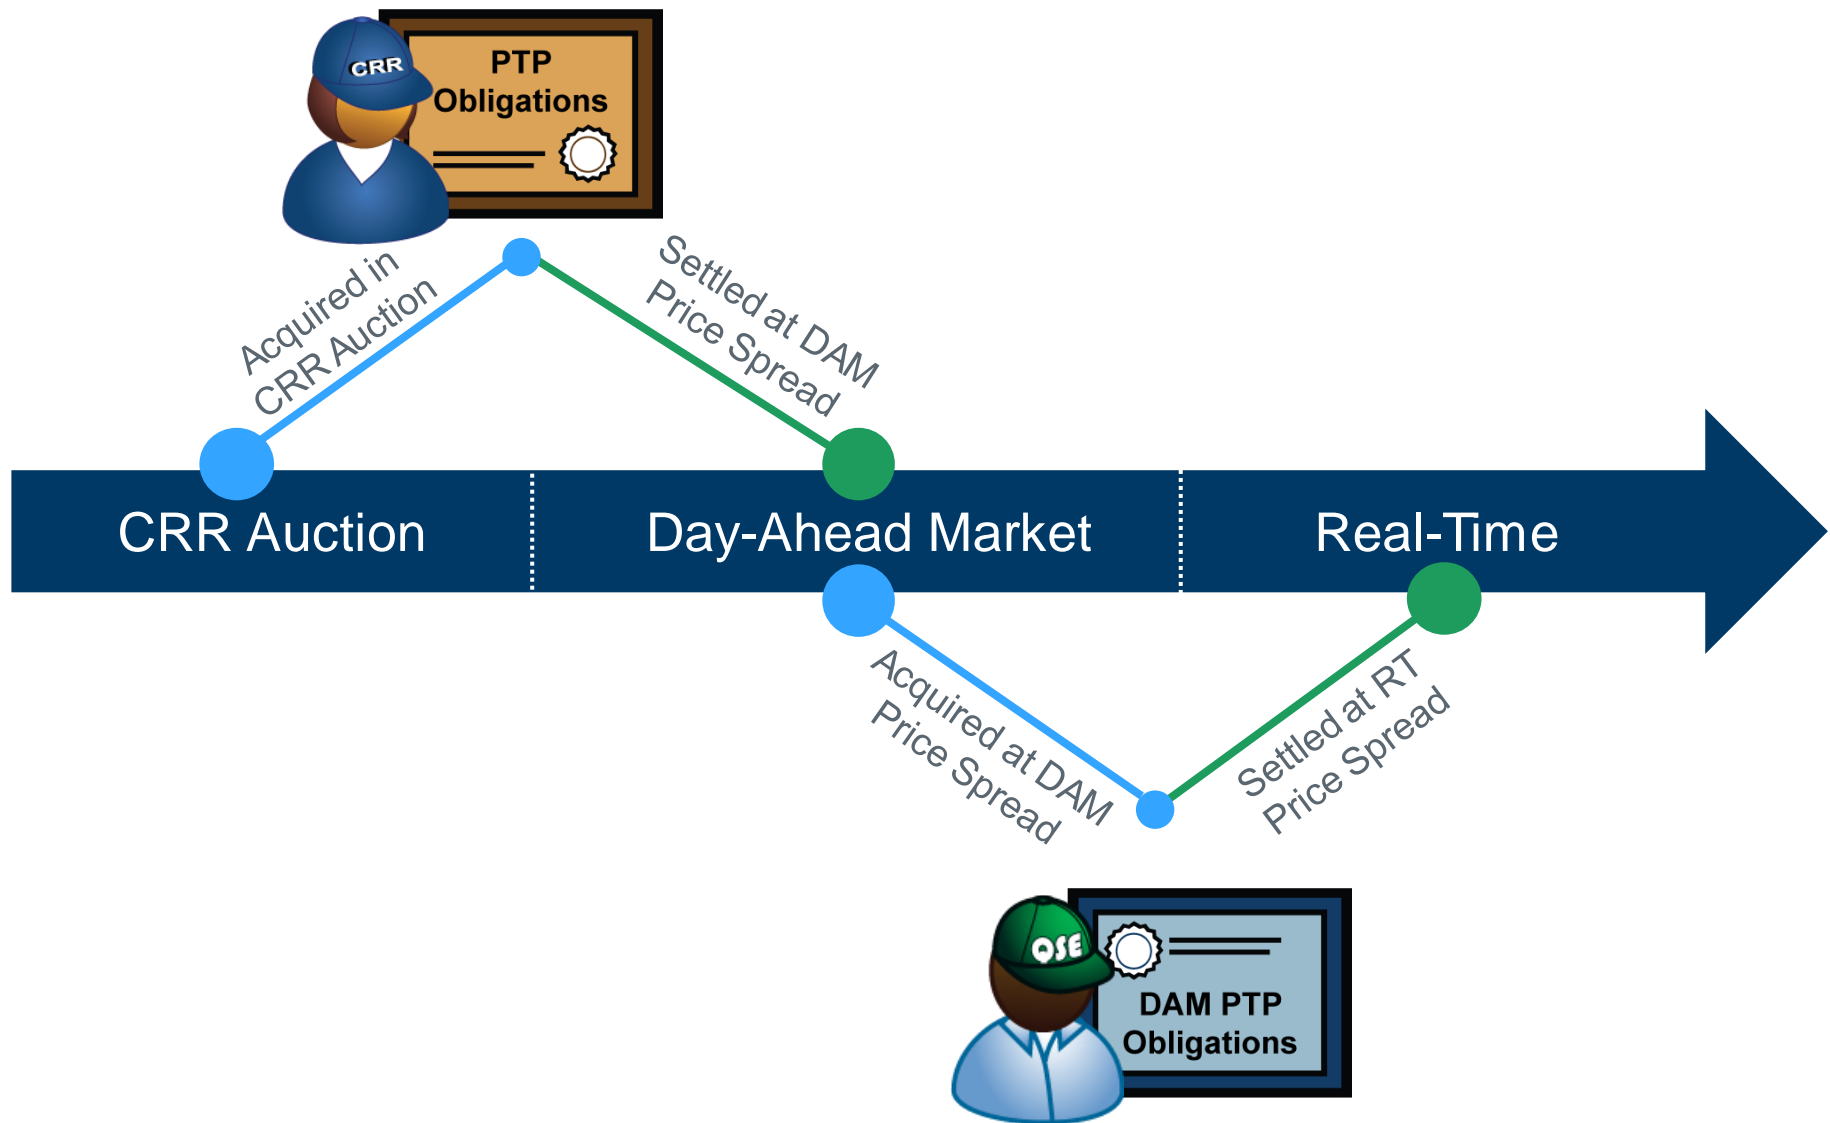 CRR
PTP
Obligations
Acquired in
CRR Auction
Settled at DAM
Price Spread
CRR Auction
Day-Ahead Market
Real-Time
Acquired at DAM
Price Spread
Settled at RT
Price Spread
QSE
DAM PTP
Obligations